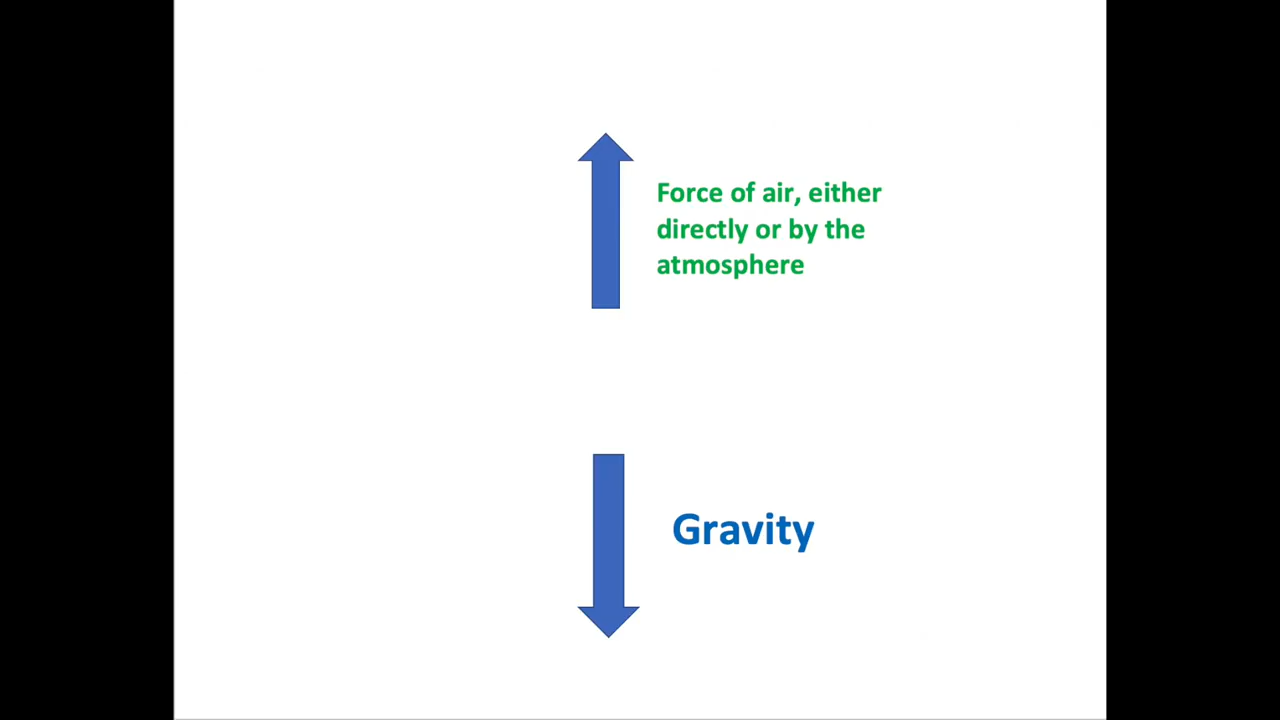 Force of air, either
directly or by the
atmosphere
Gravity